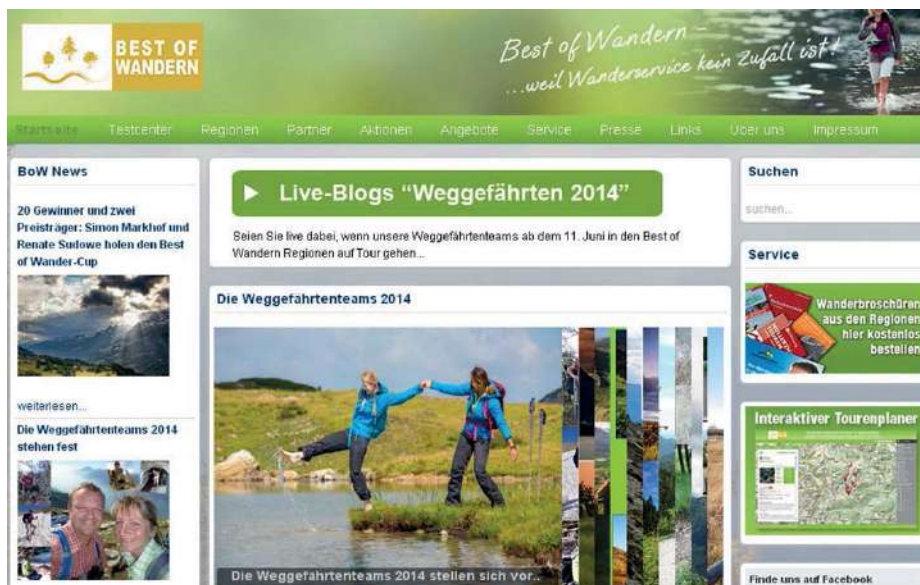 BEST OF
WANDERN
Best of Wandern –
...weil Wanderservice kein Zufall ist!
Startseite Testcenter Regionen Partner Aktionen Angebote Service Presse Links Über uns Impressum
BoW News
20 Gewinner und zwei
Preisträger: Simon Markhof und
Renate Sudowe holen den Best
of Wander-Cup
weiterlesen...
Die Weggefährtenteams 2014
stehen fest
Live-Blogs "Weggefährten 2014"
Seien Sie live dabei, wenn unsere Weggefährtenteams ab dem 11. Juni in den Best of
Wandern Regionen auf Tour gehen...
Die Weggefährtenteams 2014
Die Weggefährtenteams 2014 stellen sich vor..
Suchen
suchen...
Service
Wanderbroschüren
aus den Regionen
hier kostenlos
bestellen
Interaktiver Tourenplaner
Finde uns auf Facebook